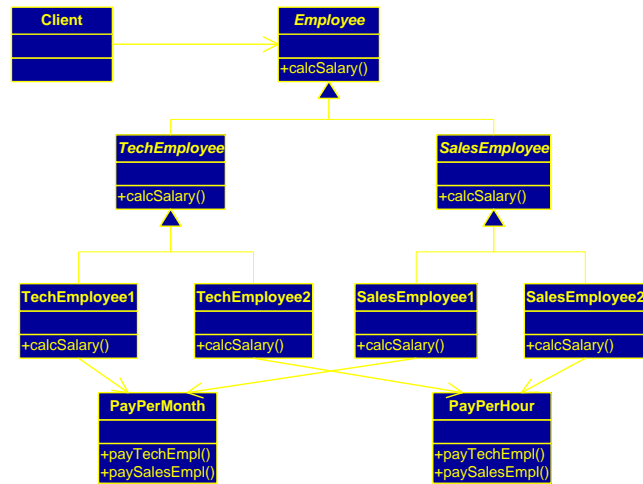 Client
Employee
+calcSalary()
TechEmployee
+calcSalary()
SalesEmployee
+calcSalary()
TechEmployee1
+calcSalary()
TechEmployee2
+calcSalary()
SalesEmployee1
+calcSalary()
SalesEmployee2
+calcSalary()
PayPerMonth
+payTechEmpl()
+paySalesEmpl()
PayPerHour
+payTechEmpl()
+paySalesEmpl()